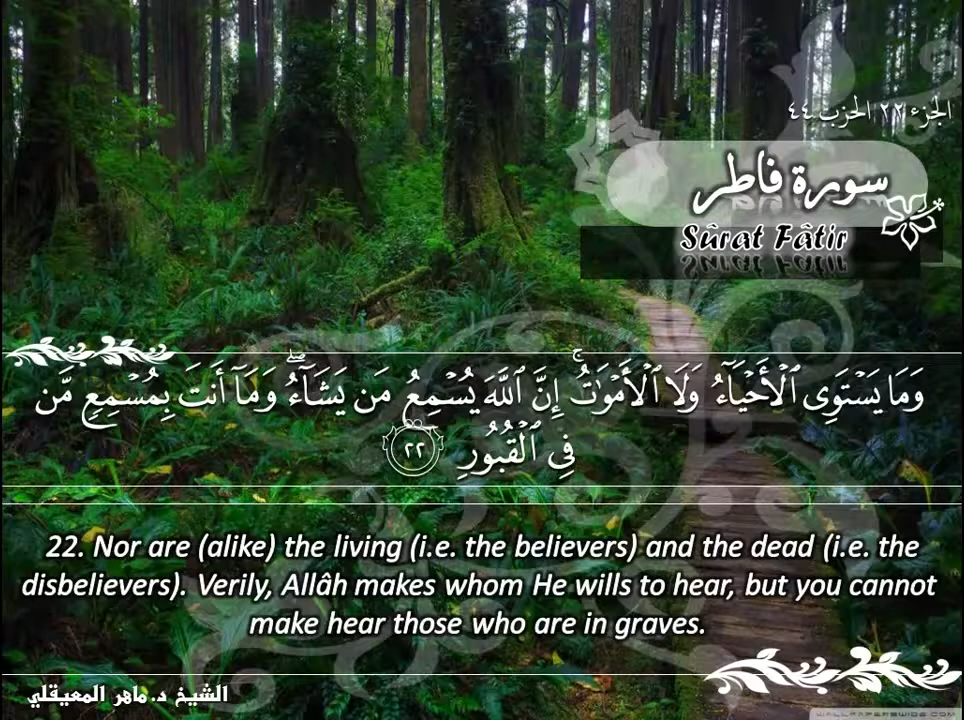 الجزء ٢٢ الحزب ٤٤
سورة فاطر
Sûrat Fâtir
وَمَا يَسْتَوِى ٱلْأَحْيَآءُ وَلَا ٱلْأَمْوَٰتُ ۚ إِنَّ ٱللَّهَ يُسْمِعُ مَن يَشَآءُ ۖ وَمَآ أَنتَ بِمُسْمِعٍ مَّن
فِى ٱلْقُبُورِ ٢٢
22. Nor are (alike) the living (i.e. the believers) and the dead (i.e. the
disbelievers). Verily, Allâh makes whom He wills to hear, but you cannot
make hear those who are in graves.
الشيخ د. ماهر المعيقلي
WALLPAPERSWIDE.COM